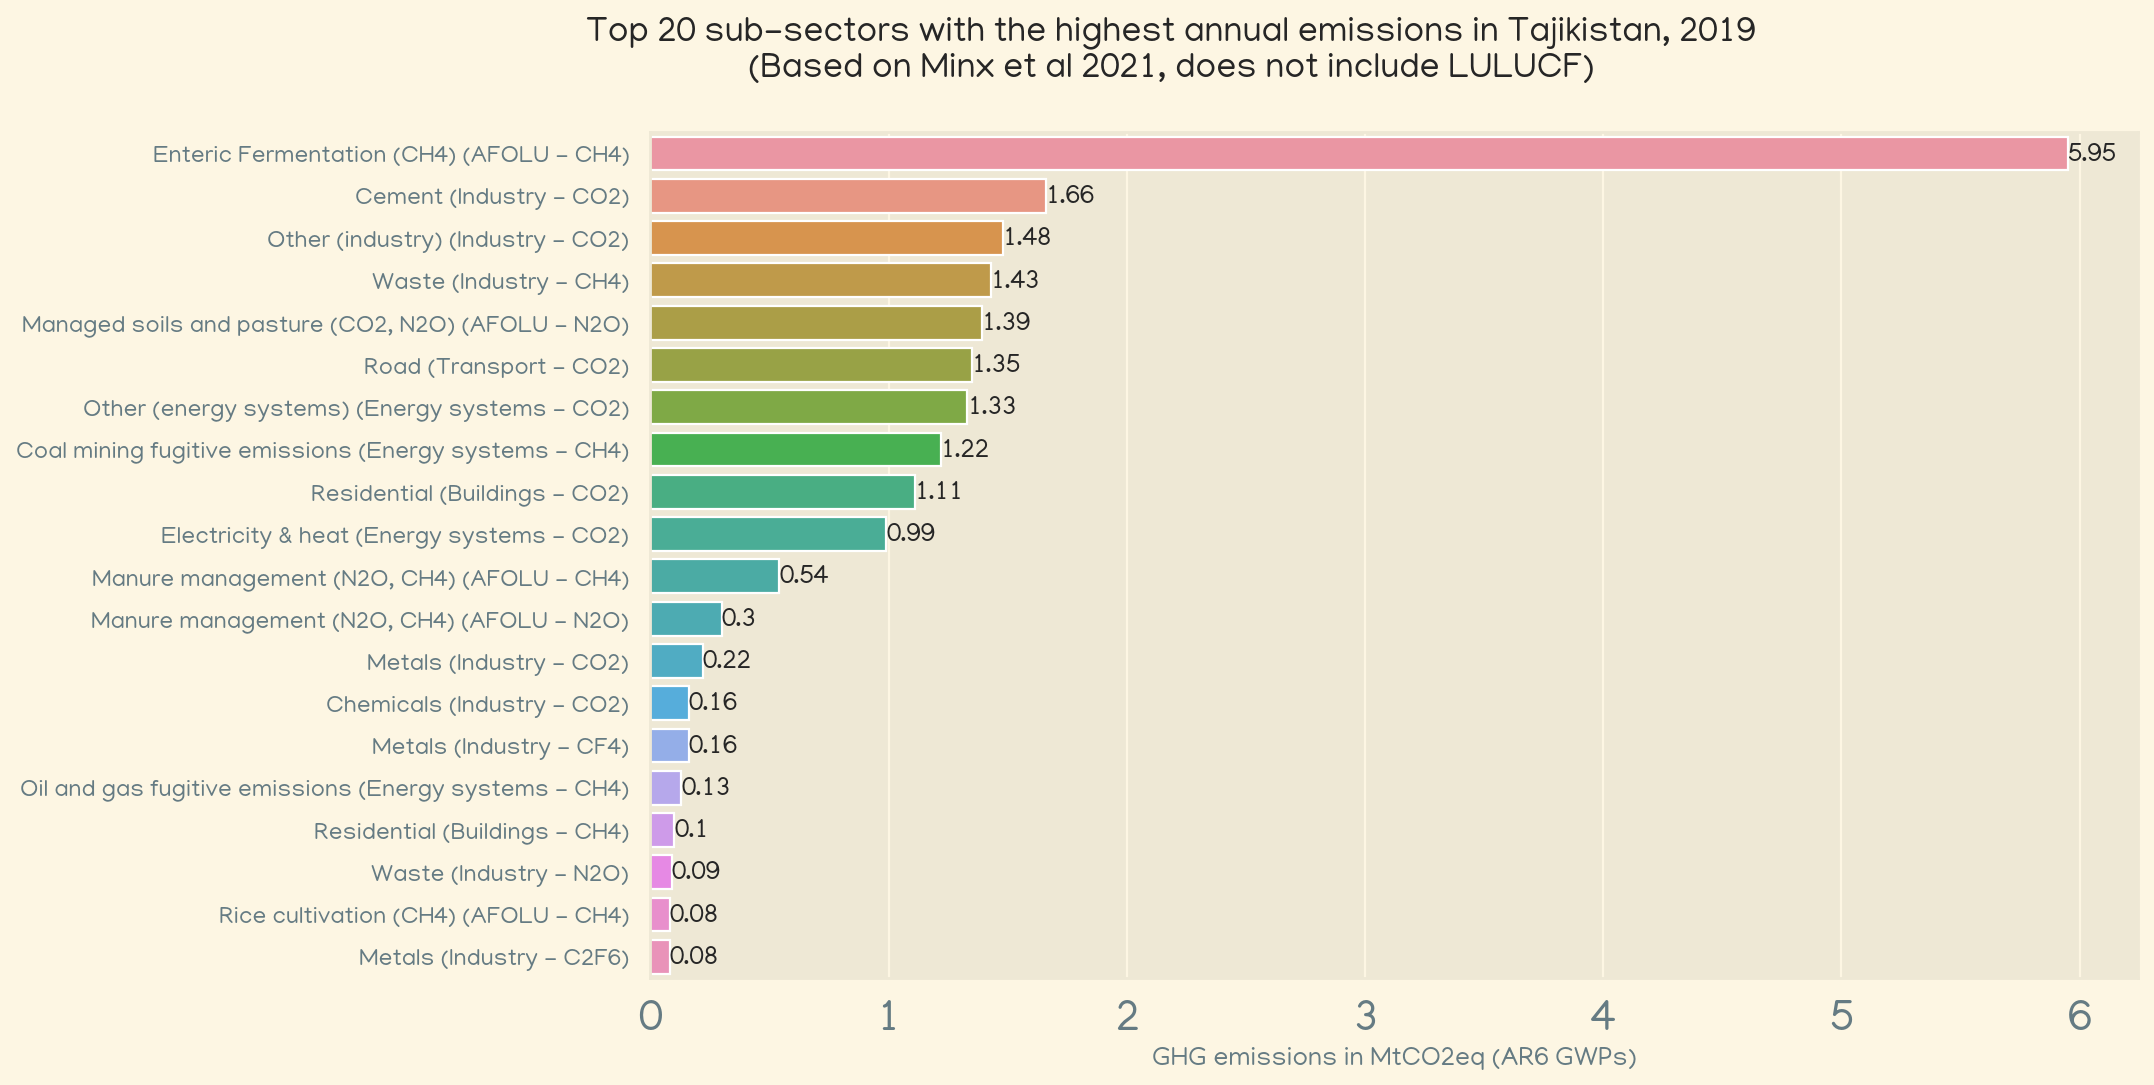 Top 20 sub-sectors with the highest annual emissions in Tajikistan, 2019
(Based on Minx et al 2021, does not include LULUCF)
Enteric Fermentation (CH4) (AFOLU - CH4) 5.95
Cement (Industry - CO2) 1.66
Other (industry) (Industry - CO2) 1.48
Waste (Industry - CH4) 1.43
Managed soils and pasture (CO2, N2O) (AFOLU - N2O) 1.39
Road (Transport - CO2) 1.35
Other (energy systems) (Energy systems - CO2) 1.33
Coal mining fugitive emissions (Energy systems - CH4) 1.22
Residential (Buildings - CO2) 1.11
Electricity & heat (Energy systems - CO2) 0.99
Manure management (N2O, CH4) (AFOLU - CH4) 0.54
Manure management (N2O, CH4) (AFOLU - N2O) 0.3
Metals (Industry - CO2) 0.22
Chemicals (Industry - CO2) 0.16
Metals (Industry - CF4) 0.16
Oil and gas fugitive emissions (Energy systems - CH4) 0.13
Residential (Buildings - CH4) 0.1
Waste (Industry - N2O) 0.09
Rice cultivation (CH4) (AFOLU - CH4) 0.08
Metals (Industry - C2F6) 0.08
0 1 2 3 4 5 6
GHG emissions in MtCO2eq (AR6 GWPs)